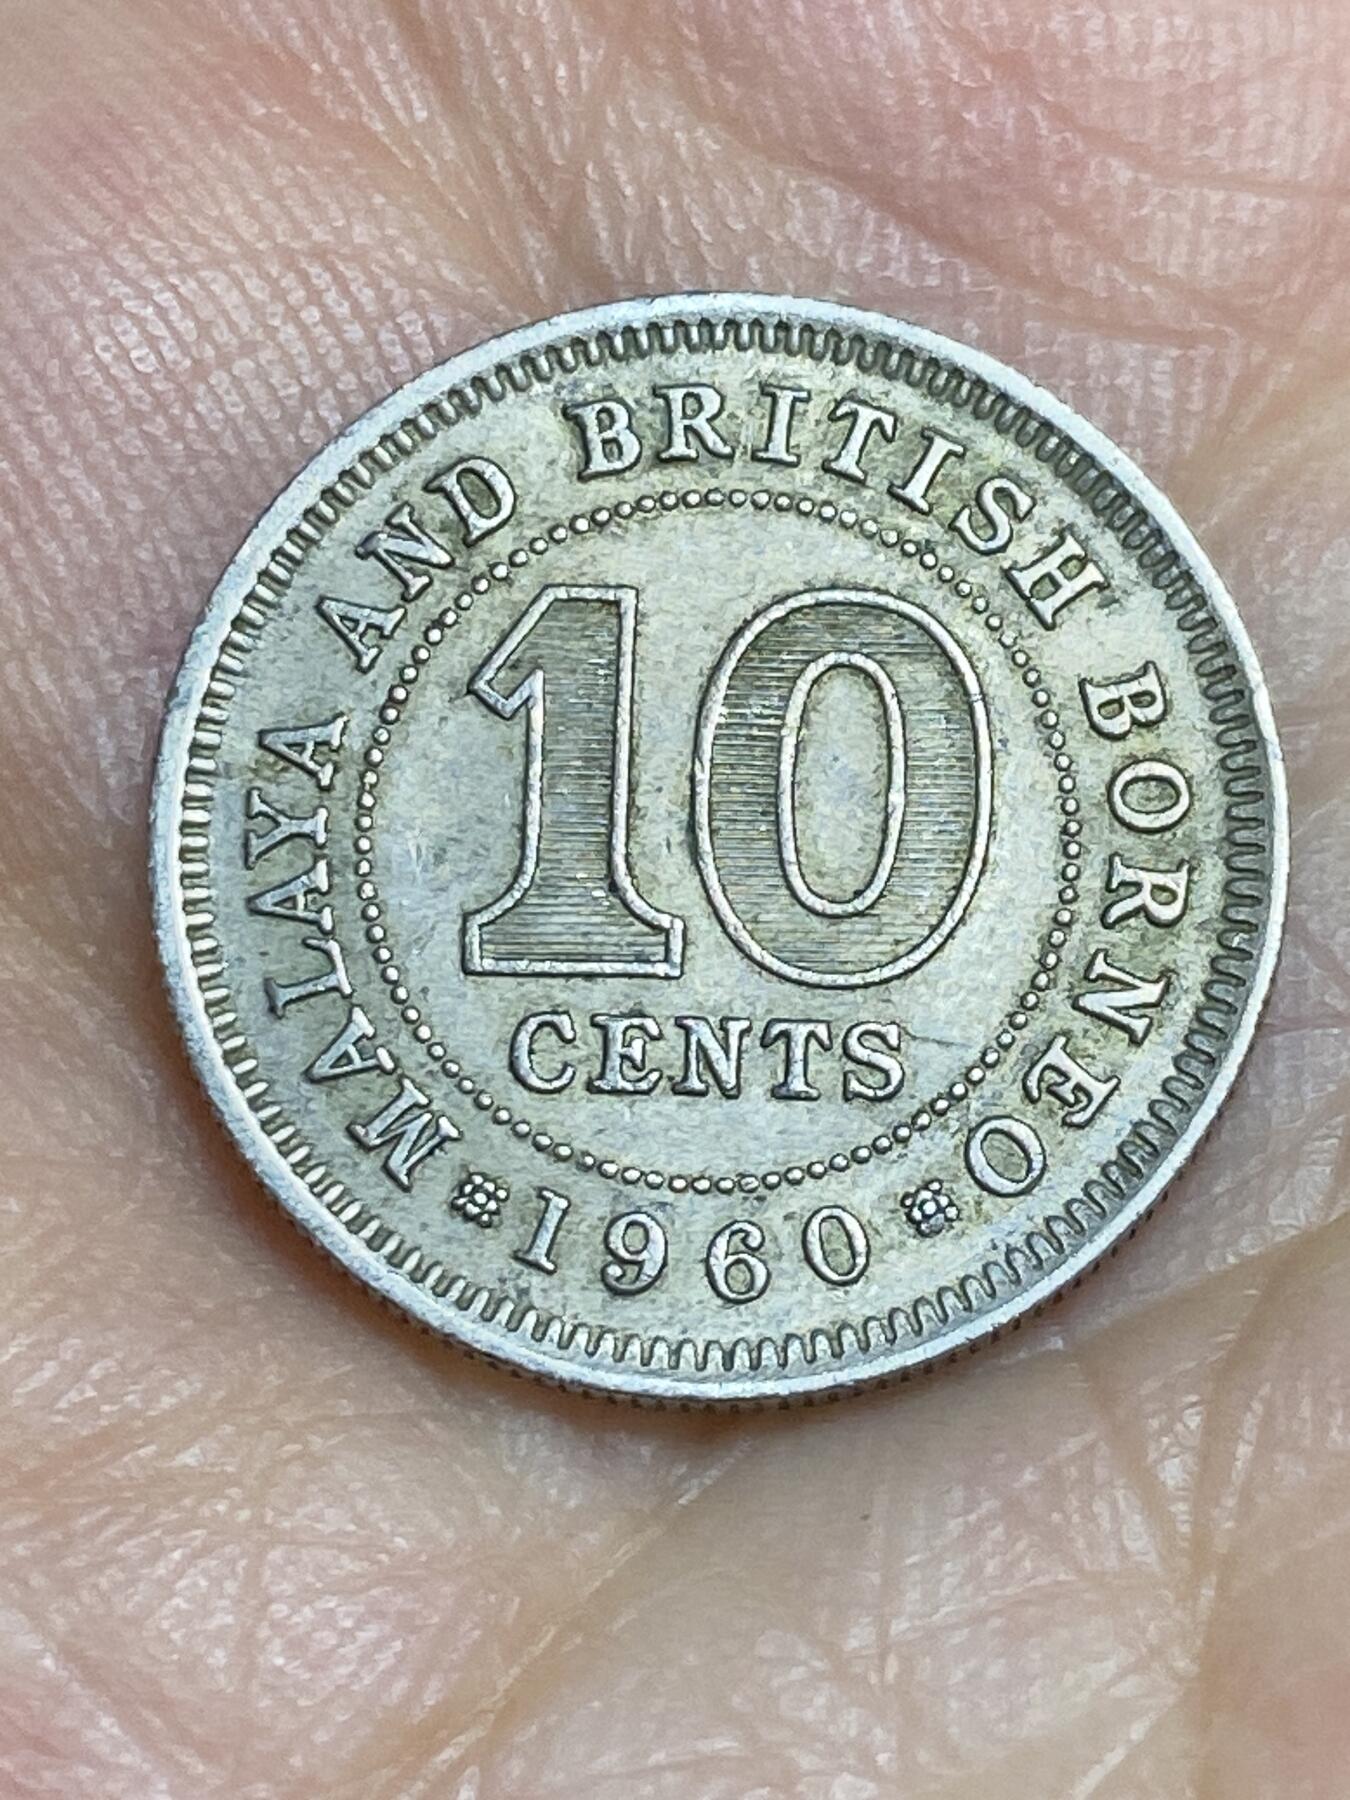 MALAYA AND BRITISH BORNEO
10
CENTS
1960